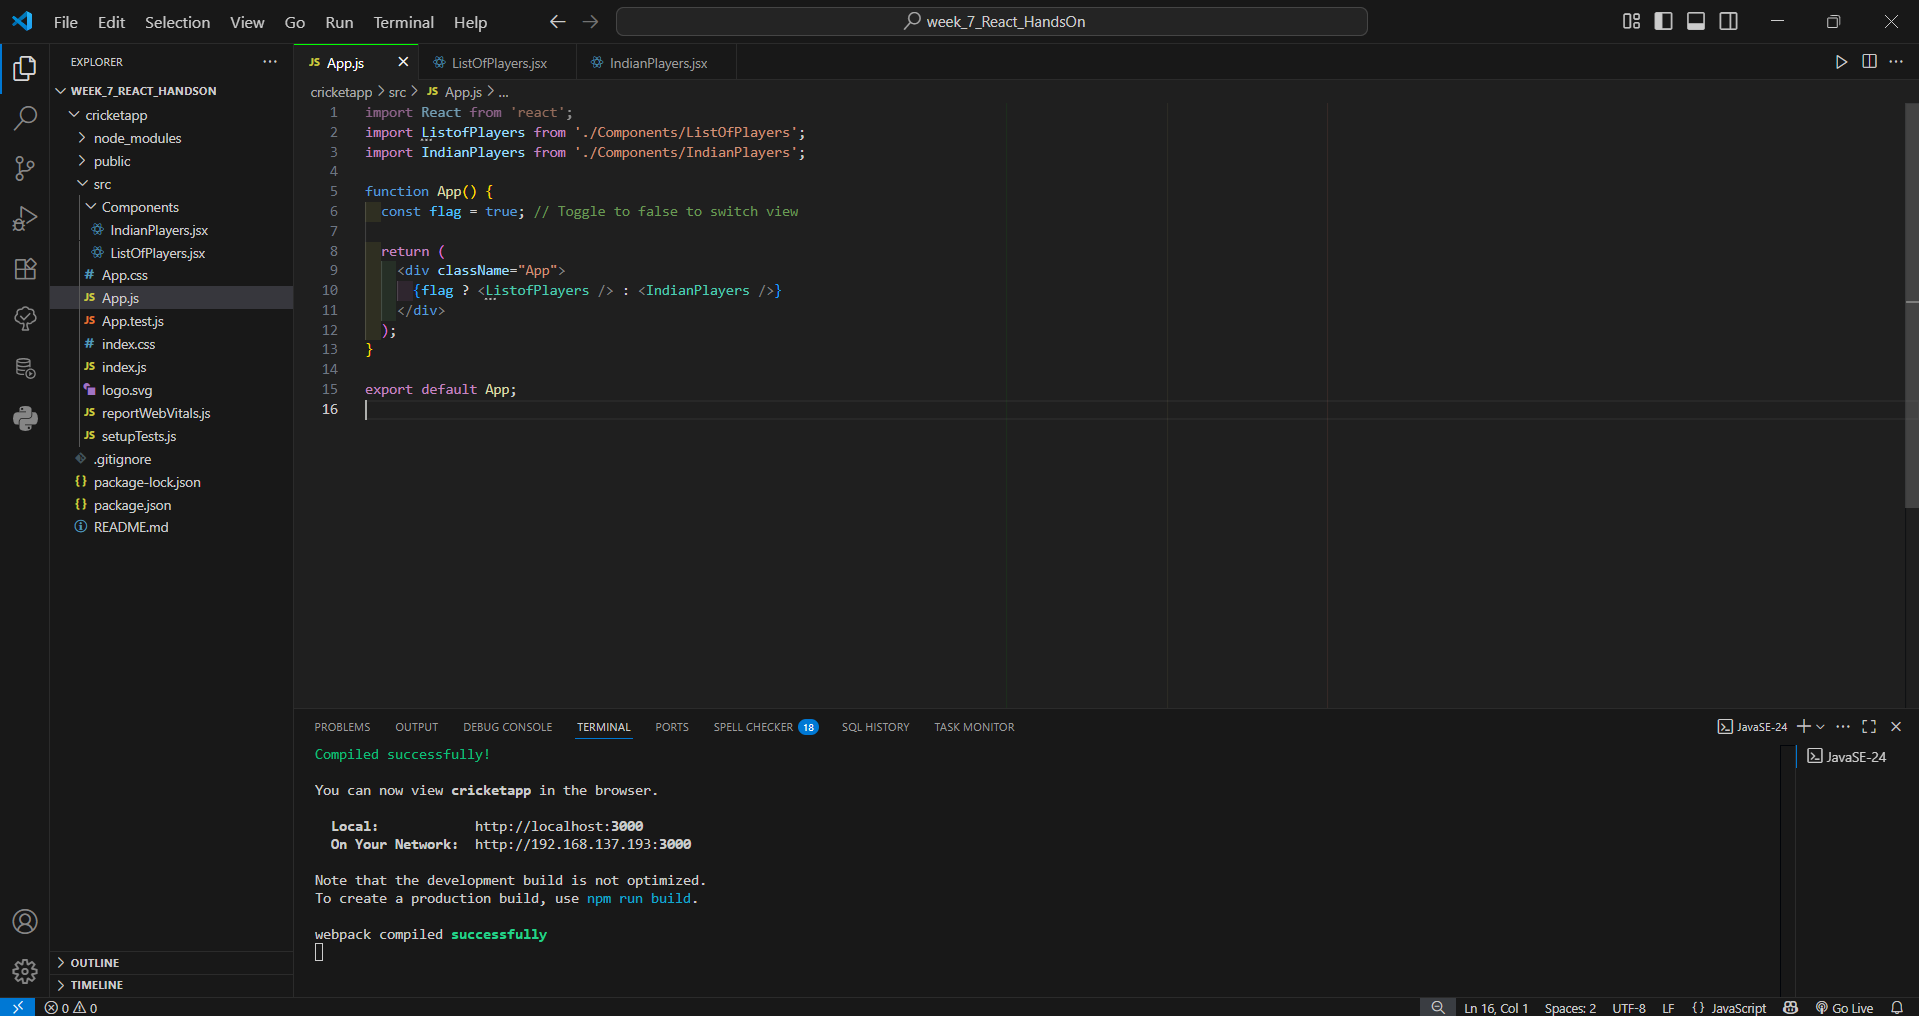 File Edit Selection View Go Run Terminal Help
week_7_React_HandsOn
EXPLORER
WEEK_7_REACT_HANDSON
cricketapp
node_modules
public
src
Components
IndianPlayers.jsx
ListOfPlayers.jsx
# App.css
JS App.js
JS App.test.js
# index.css
JS index.js
logo.svg
JS reportWebVitals.js
JS setupTests.js
.gitignore
{} package-lock.json
{} package.json
README.md
OUTLINE
TIMELINE
JS App.js ListOfPlayers.jsx IndianPlayers.jsx
cricketapp > src > JS App.js > ...
1 import React from 'react';
2 import ListofPlayers from './Components/ListOfPlayers';
3 import IndianPlayers from './Components/IndianPlayers';
4
5 function App() {
6 const flag = true; // Toggle to false to switch view
7
8 return (
9 <div className="App">
10 {flag ? <ListofPlayers /> : <IndianPlayers />}
11 </div>
12 );
13 }
14
15 export default App;
16
PROBLEMS OUTPUT DEBUG CONSOLE TERMINAL PORTS SPELL CHECKER 18 SQL HISTORY TASK MONITOR
JavaSE-24
Compiled successfully!
You can now view cricketapp in the browser.
Local: http://localhost:3000
On Your Network: http://192.168.137.193:3000
Note that the development build is not optimized.
To create a production build, use npm run build.
webpack compiled successfully
JavaSE-24
0 0
Ln 16, Col 1 Spaces: 2 UTF-8 LF {} JavaScript Go Live